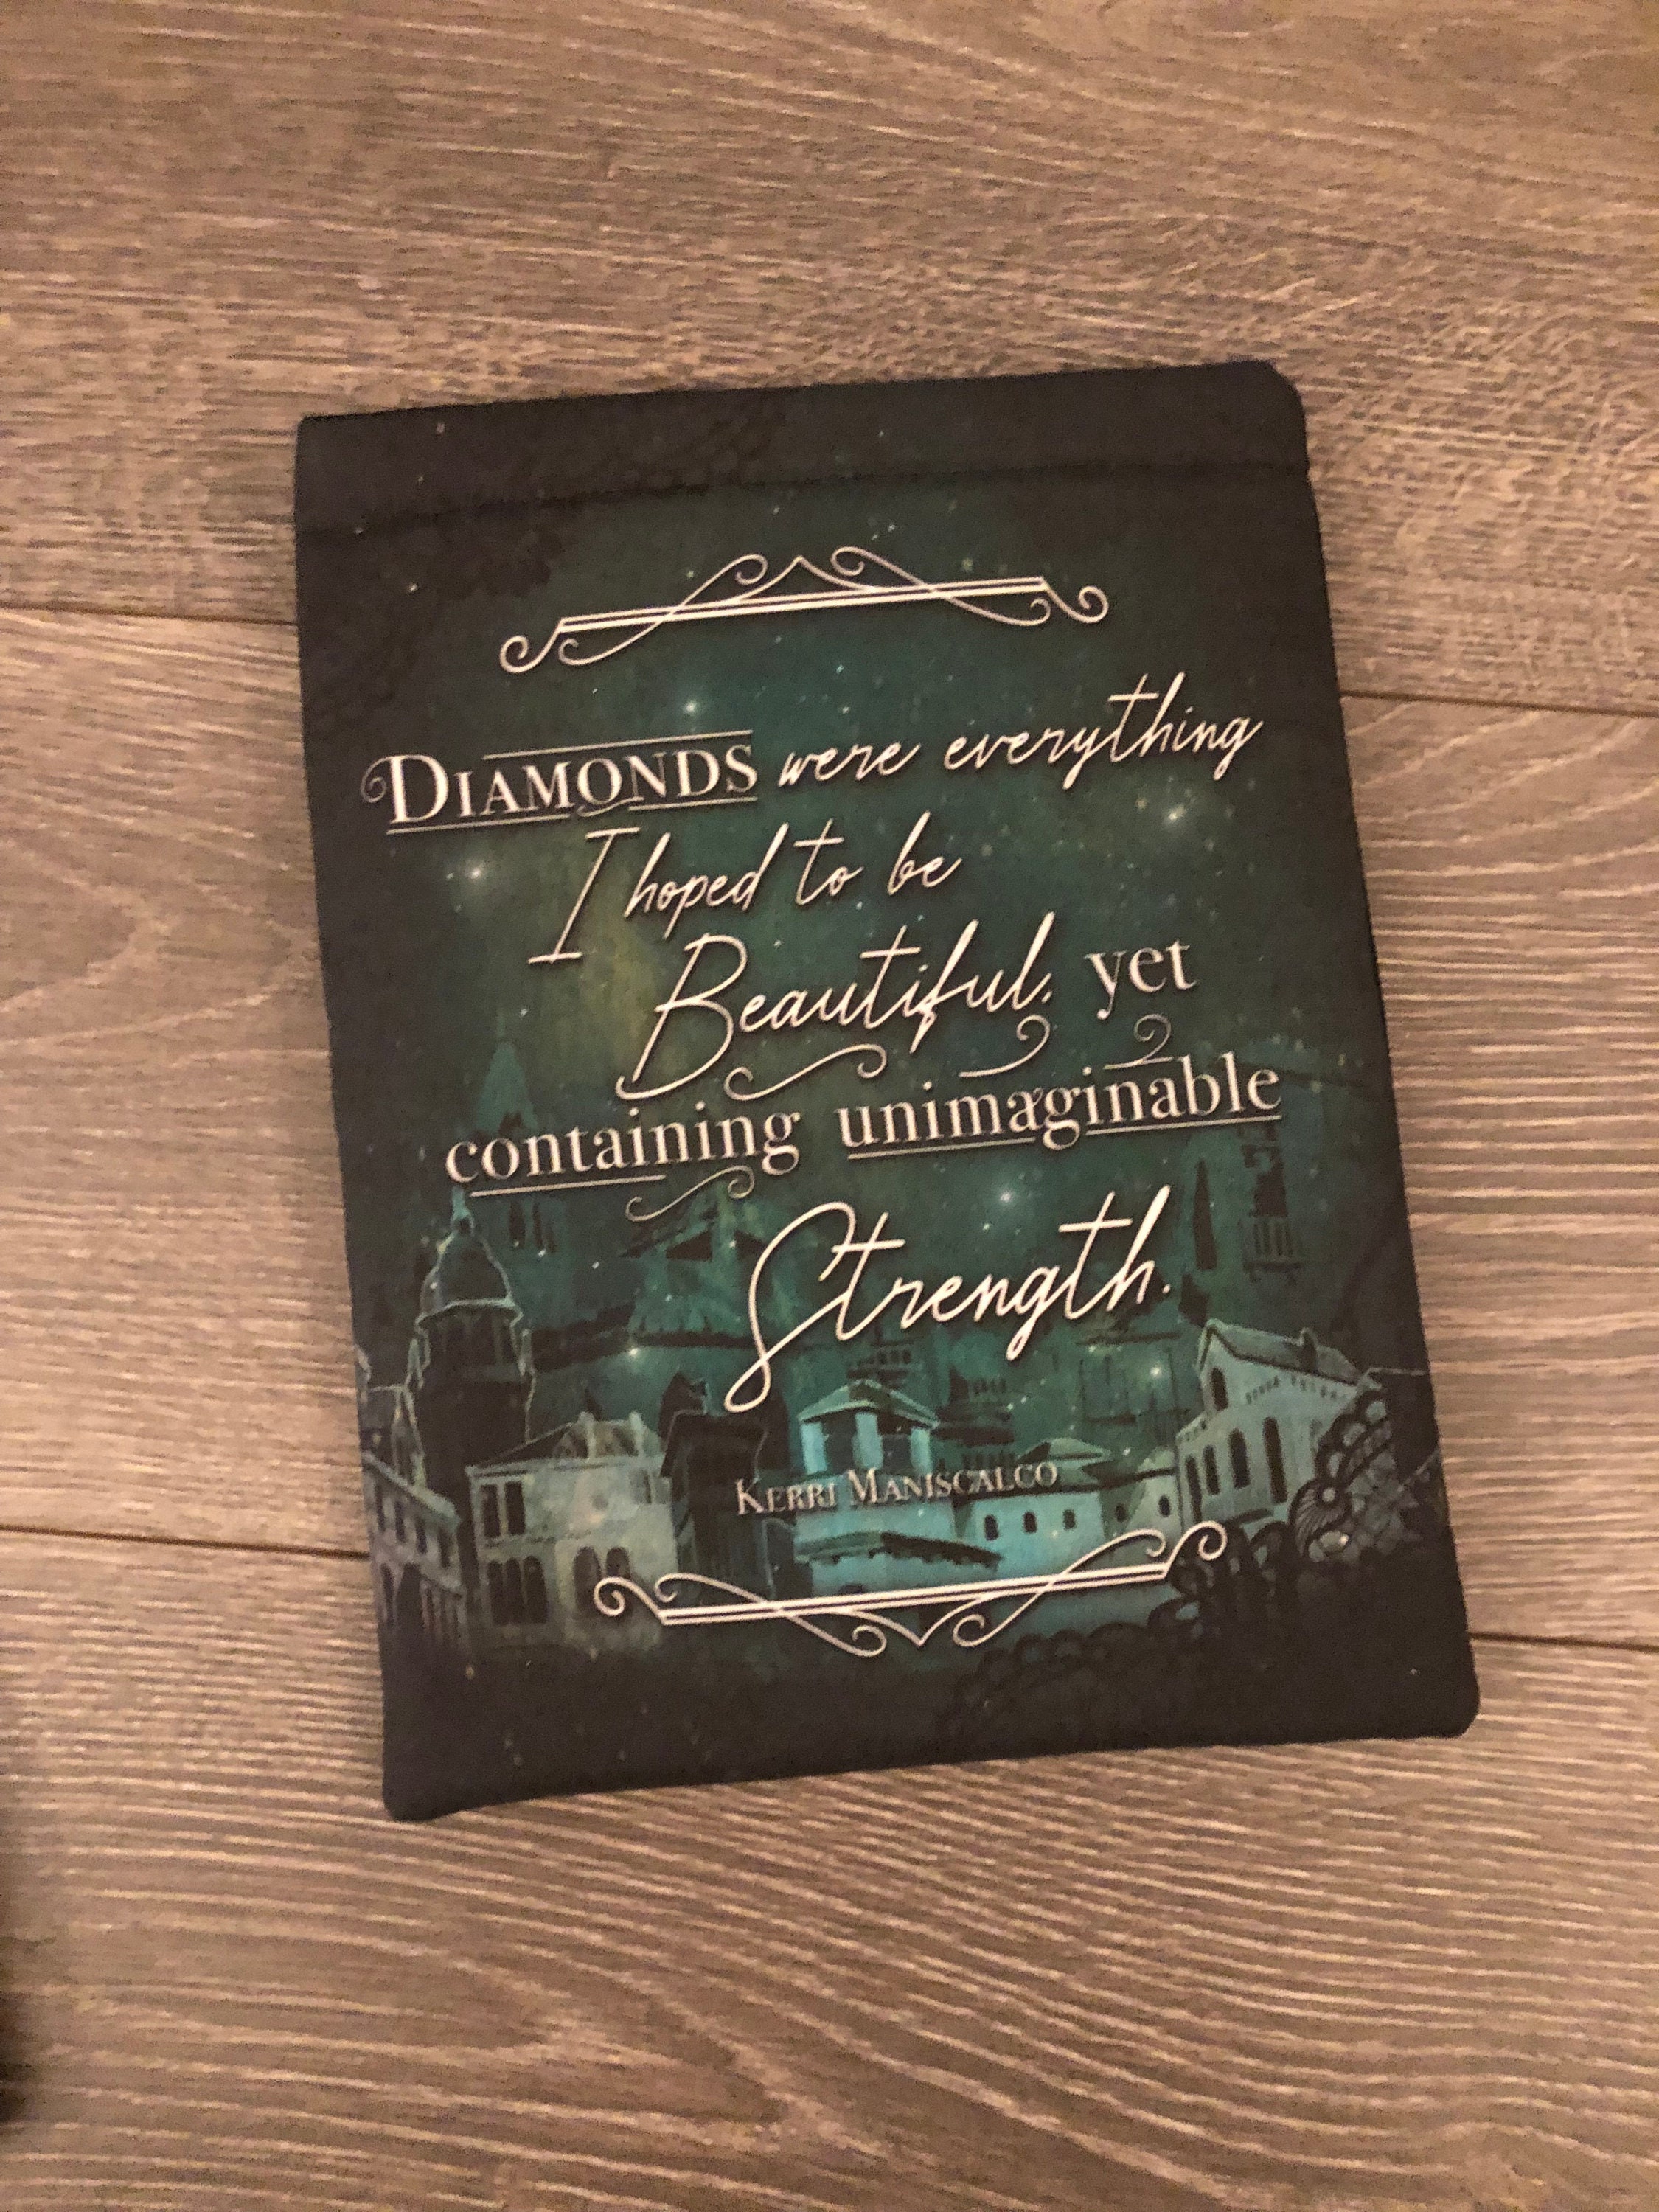 DIAMONDS were everything
I hoped to be
Beautiful, yet
containing unimaginable
Strength.
KERRI MANISCALCO